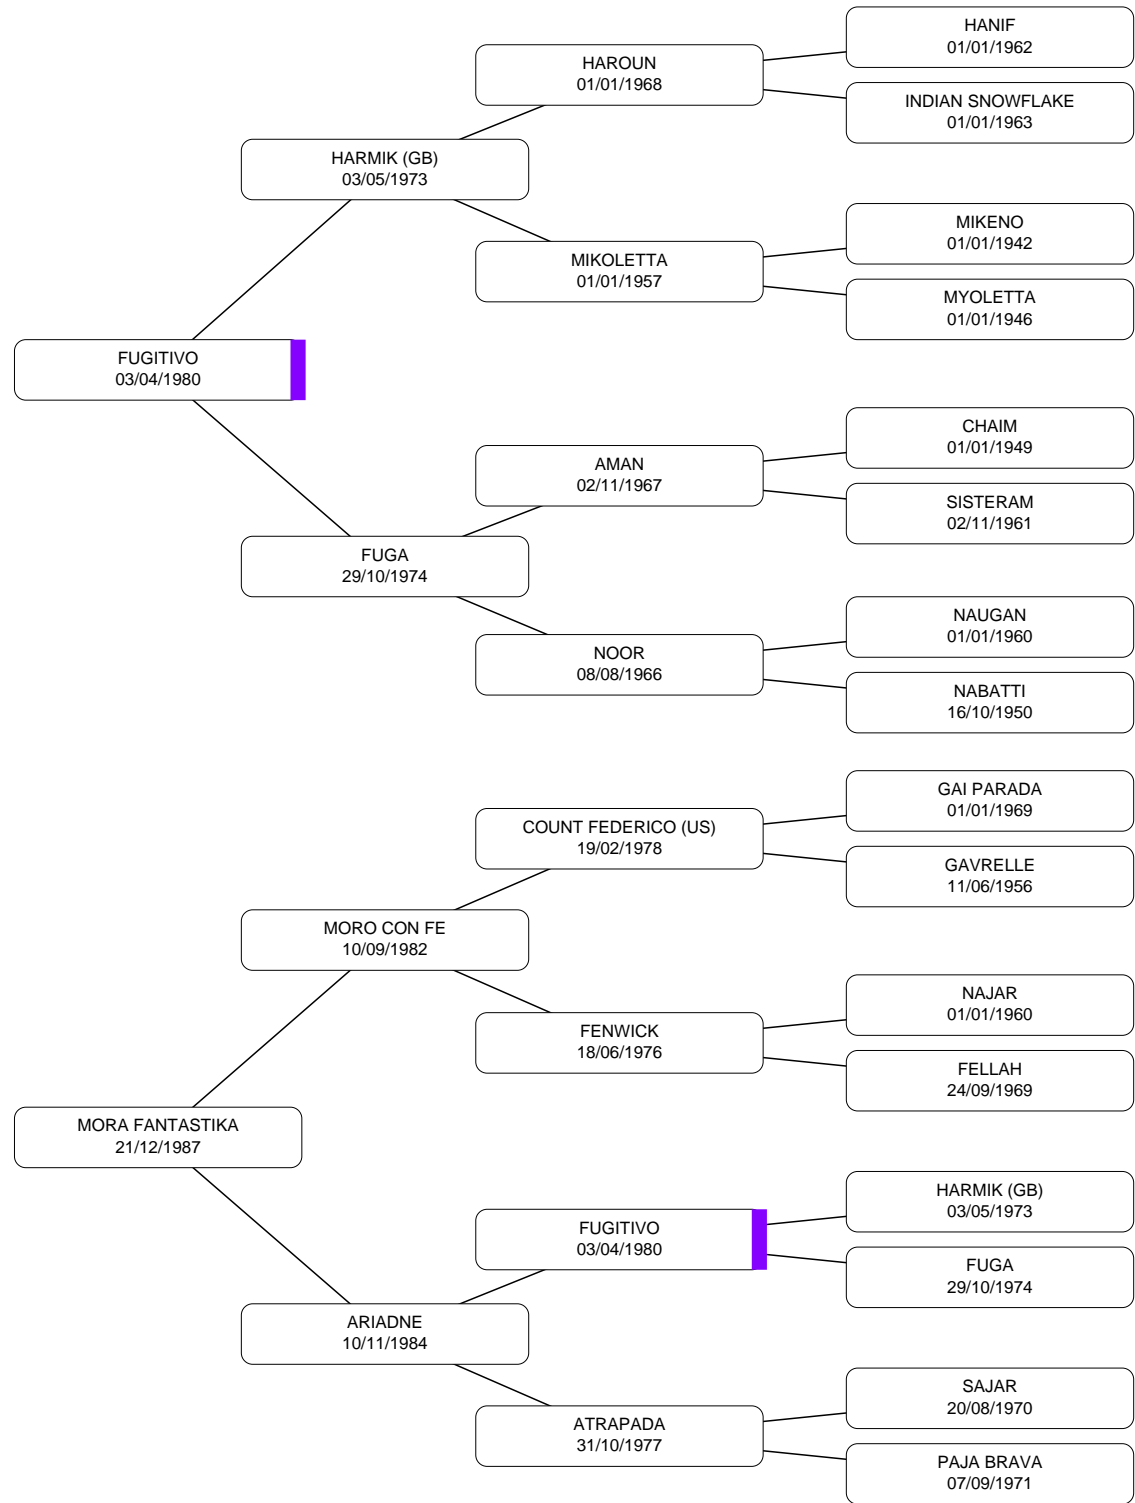 HANIF
01/01/1962
HAROUN
01/01/1968
INDIAN SNOWFLAKE
01/01/1963
HARMIK (GB)
03/05/1973
MIKENO
01/01/1942
MIKOLETTA
01/01/1957
MYOLETTA
01/01/1946
FUGITIVO
03/04/1980
CHAIM
01/01/1949
AMAN
02/11/1967
SISTERAM
02/11/1961
FUGA
29/10/1974
NAUGAN
01/01/1960
NOOR
08/08/1966
NABATTI
16/10/1950
GAI PARADA
01/01/1969
COUNT FEDERICO (US)
19/02/1978
GAVRELLE
11/06/1956
MORO CON FE
10/09/1982
NAJAR
01/01/1960
FENWICK
18/06/1976
FELLAH
24/09/1969
MORA FANTASTIKA
21/12/1987
HARMIK (GB)
03/05/1973
FUGITIVO
03/04/1980
FUGA
29/10/1974
ARIADNE
10/11/1984
SAJAR
20/08/1970
ATRAPADA
31/10/1977
PAJA BRAVA
07/09/1971